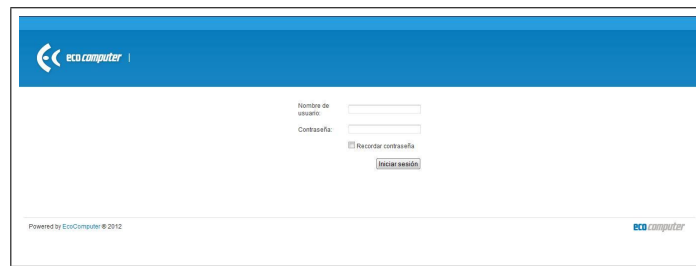 eco computer |
Nombre de
usuario:
Contraseña:
Recordar contraseña
Iniciar sesión
Powered by EcoComputer ® 2012
eco computer